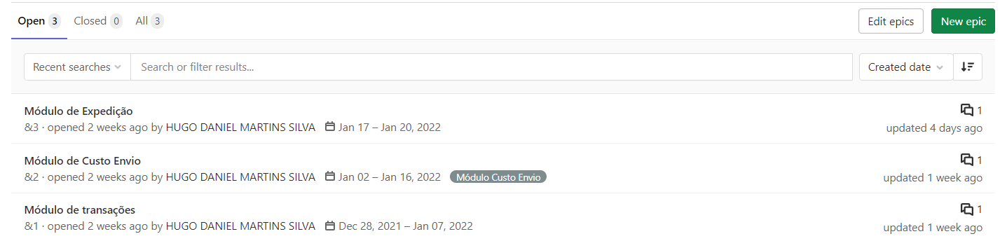 Open 3 Closed 0 All 3 Edit epics New epic
Recent searches Search or filter results... Created date
Módulo de Expedição 1
&3 · opened 2 weeks ago by HUGO DANIEL MARTINS SILVA Jan 17 – Jan 20, 2022 updated 4 days ago
Módulo de Custo Envio 1
&2 · opened 2 weeks ago by HUGO DANIEL MARTINS SILVA Jan 02 – Jan 16, 2022 Módulo Custo Envio updated 1 week ago
Módulo de transações 1
&1 · opened 2 weeks ago by HUGO DANIEL MARTINS SILVA Dec 28, 2021 – Jan 07, 2022 updated 1 week ago